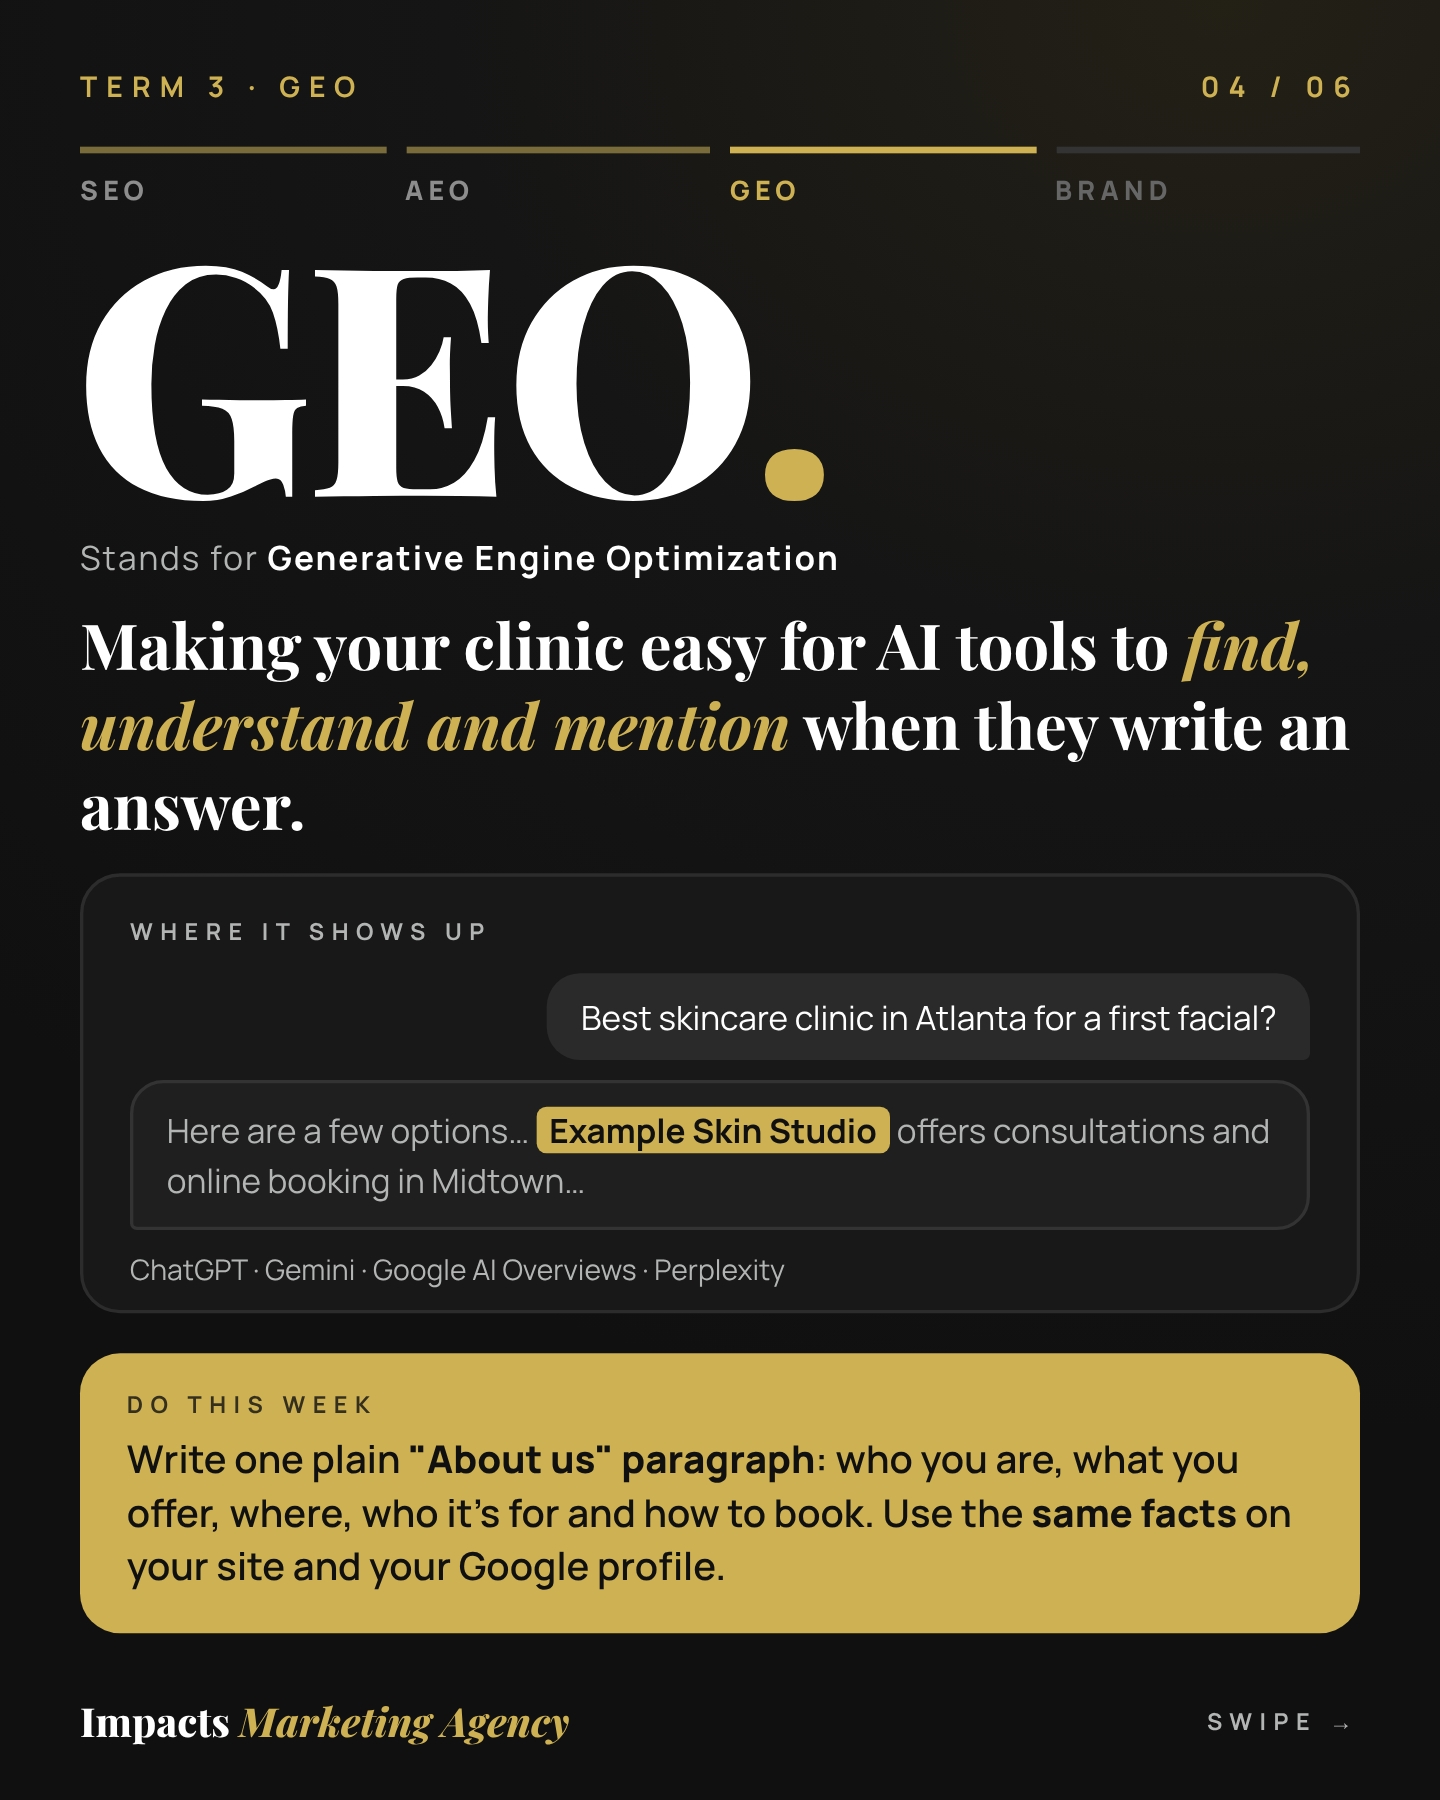 TERM 3 · GEO
04 / 06
SEO
AEO
GEO
BRAND
GEO.
Stands for Generative Engine Optimization
Making your clinic easy for AI tools to find,
understand and mention when they write an
answer.
WHERE IT SHOWS UP
Best skincare clinic in Atlanta for a first facial?
Here are a few options... Example Skin Studio offers consultations and
online booking in Midtown...
ChatGPT · Gemini · Google AI Overviews · Perplexity
DO THIS WEEK
Write one plain "About us" paragraph: who you are, what you
offer, where, who it’s for and how to book. Use the same facts on
your site and your Google profile.
Impacts Marketing Agency
SWIPE →